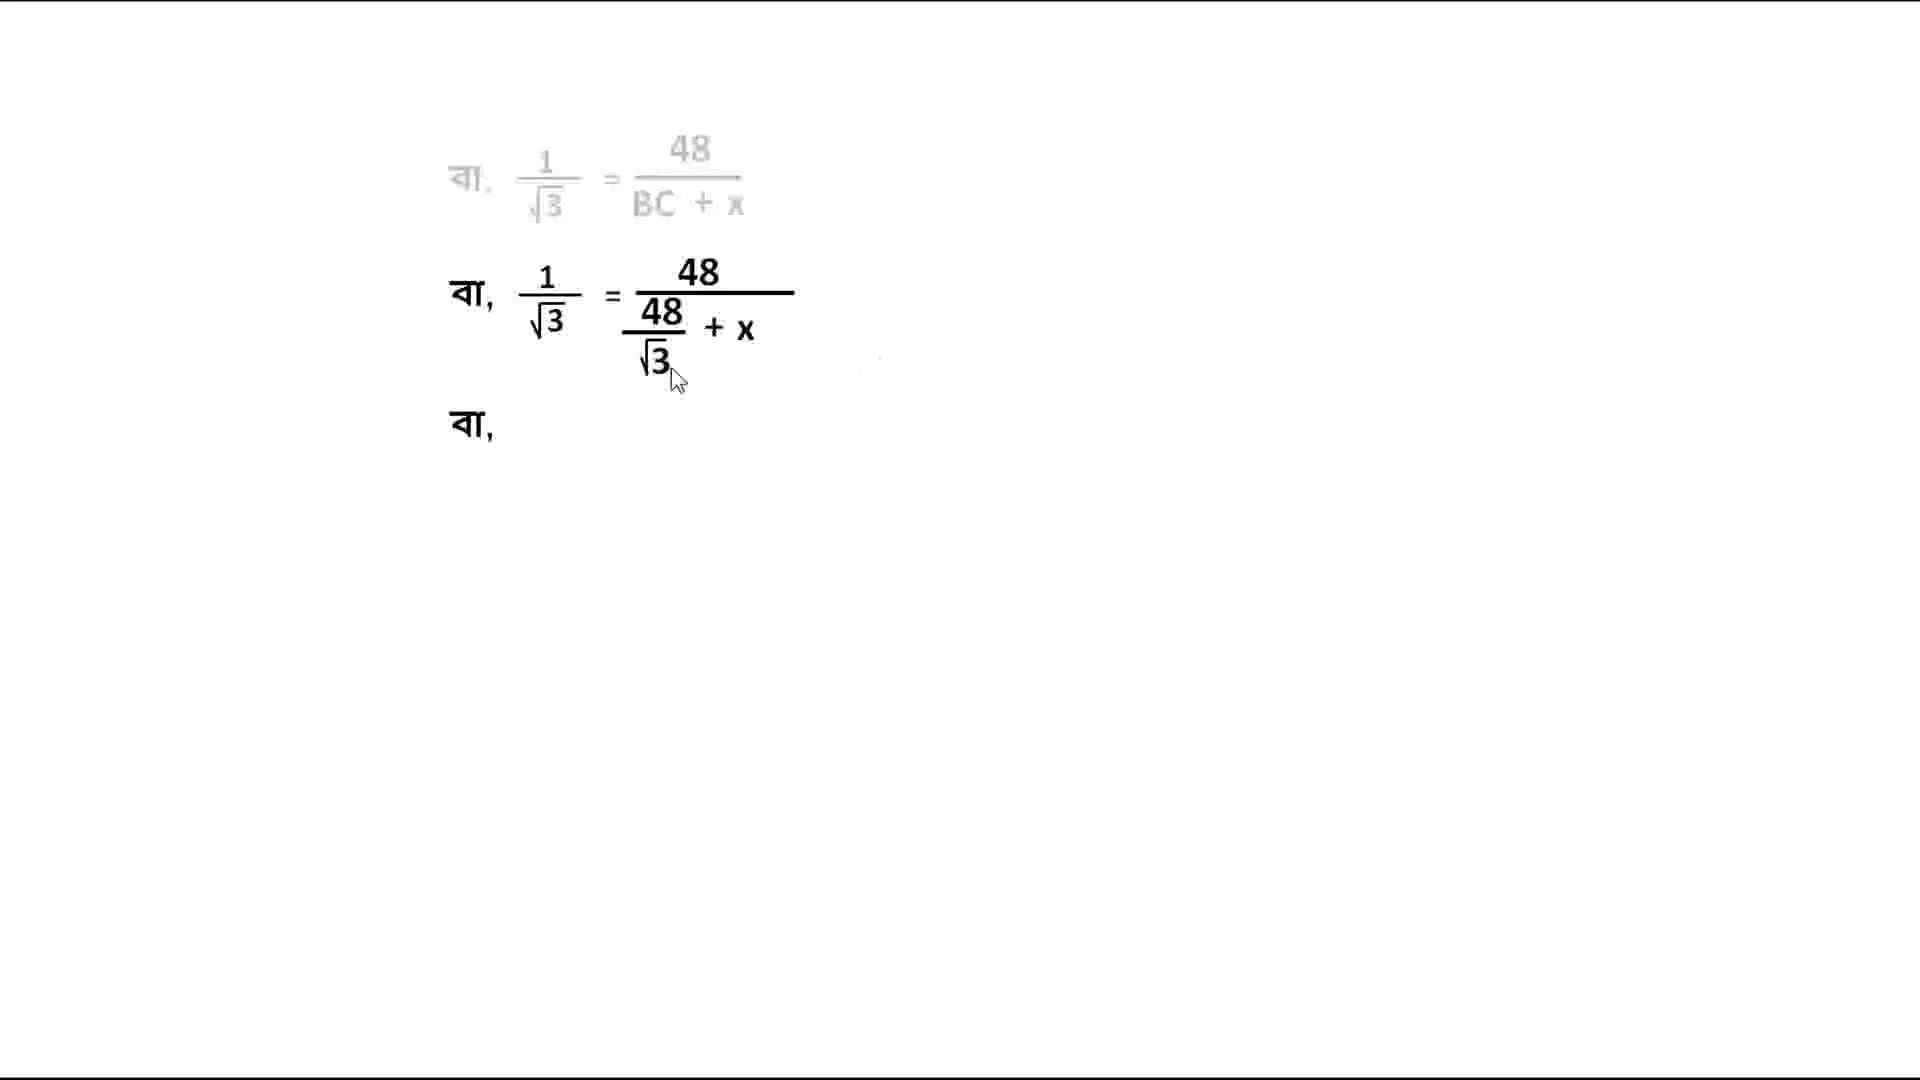 বা, 1/√3 = 48/(BC + x)
বা, 1/√3 = 48/(48/√3 + x)
বা,